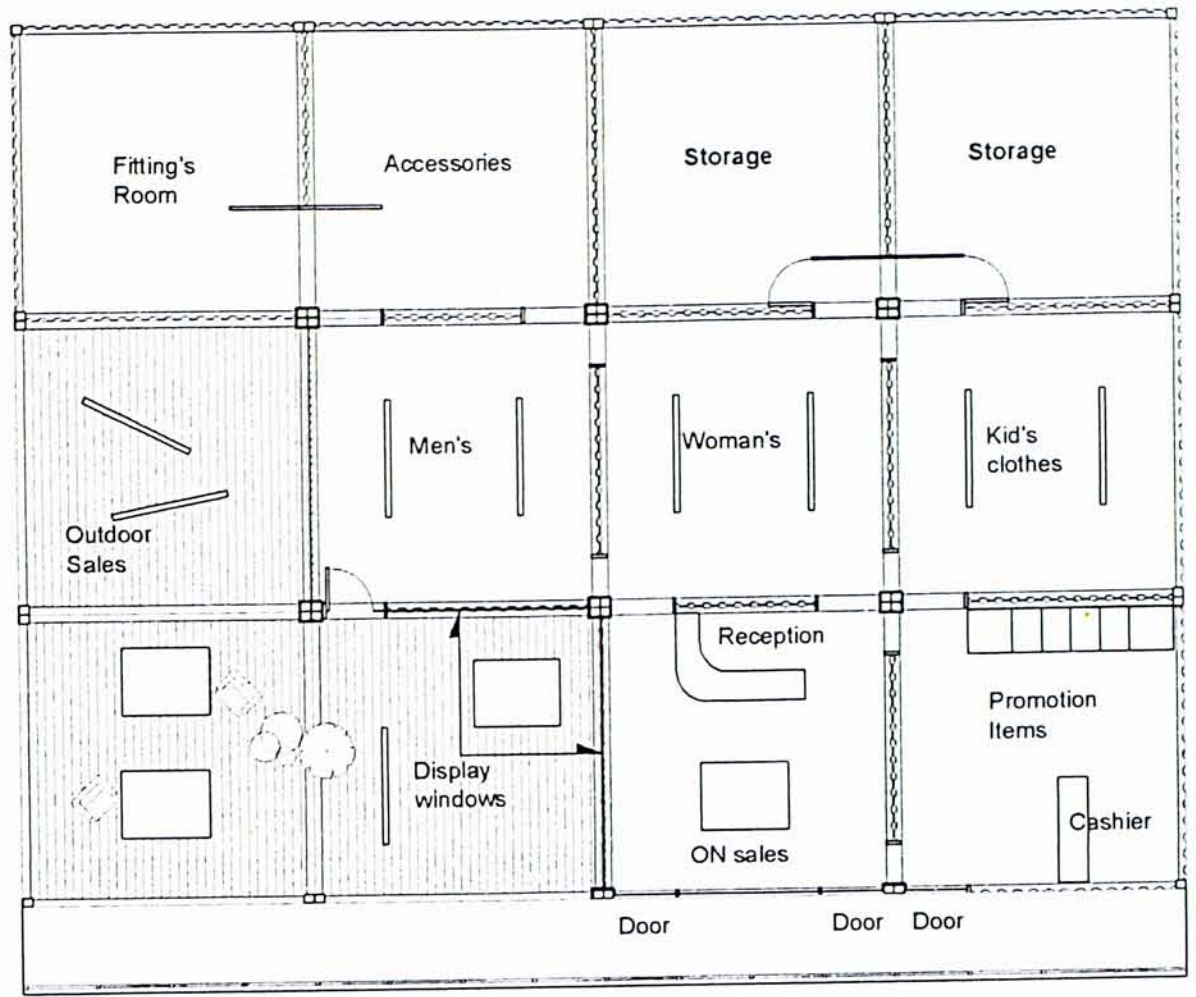 Fitting's
Room
Accessories
Storage
Storage
Men's
Woman's
Kid's
clothes
Outdoor
Sales
Reception
Promotion
Items
Display
windows
Cashier
ON sales
Door
Door
Door